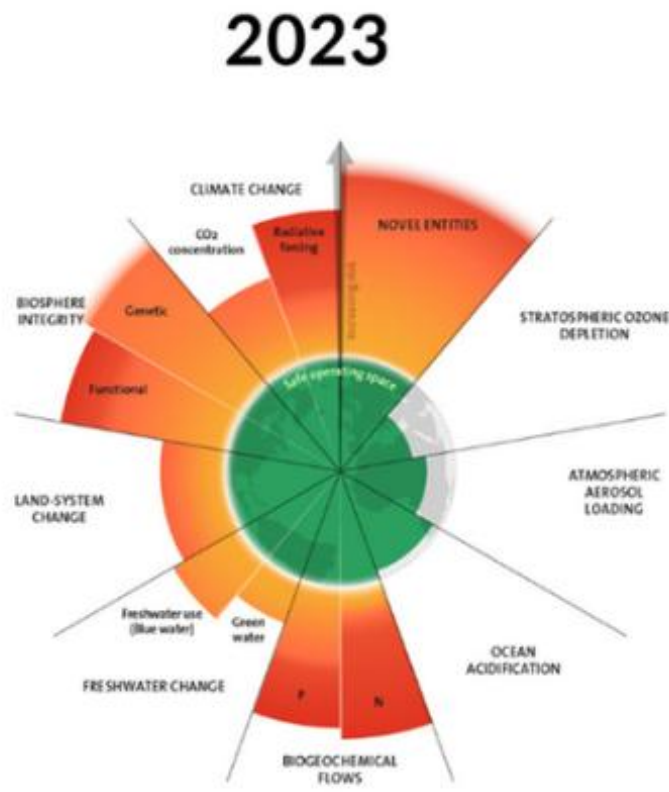 2023
CLIMATE CHANGE
CO2
concentration
Radiative
forcing
NOVEL ENTITIES
STRATOSPHERIC OZONE
DEPLETION
BIOSPHERE
INTEGRITY
Genetic
Functional
Safe operating space
ATMOSPHERIC
AEROSOL
LOADING
LAND-SYSTEM
CHANGE
Freshwater use
(Blue water)
Green
water
FRESHWATER CHANGE
OCEAN
ACIDIFICATION
P
N
BIOGEOCHEMICAL
FLOWS